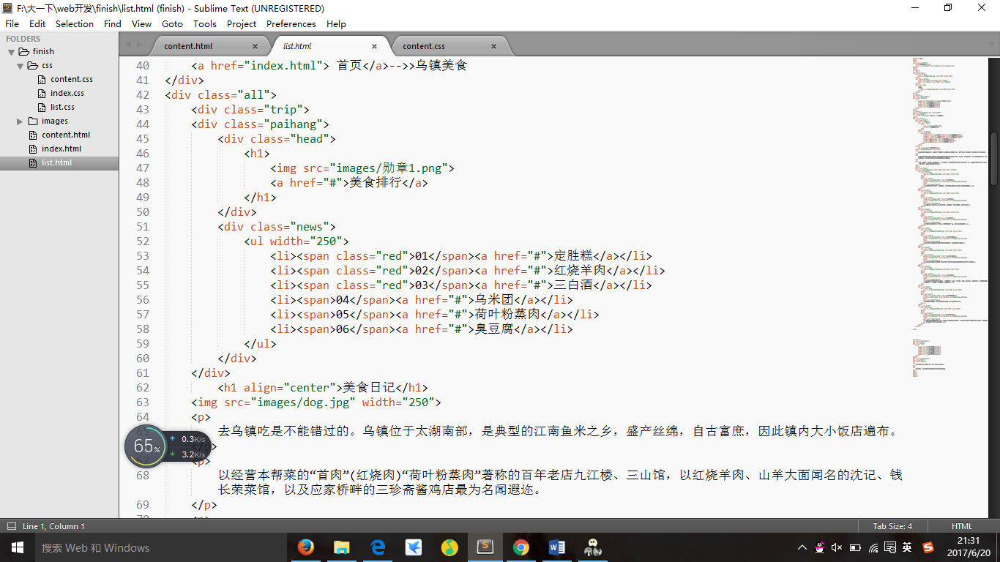 F:\大一下\web开发\finish\list.html (finish) - Sublime Text (UNREGISTERED)
File Edit Selection Find View Goto Tools Project Preferences Help
FOLDERS
finish
css
content.css
index.css
list.css
images
content.html
index.html
list.html
content.html × list.html × content.css ×
40 <a href="index.html"> 首页</a>-->>乌镇美食
41 </div>
42 <div class="all">
43 <div class="trip">
44 <div class="paihang">
45 <div class="head">
46 <h1>
47 <img src="images/勋章1.png">
48 <a href="#">美食排行</a>
49 </h1>
50 </div>
51 <div class="news">
52 <ul width="250">
53 <li><span class="red">01</span><a href="#">定胜糕</a></li>
54 <li><span class="red">02</span><a href="#">红烧羊肉</a></li>
55 <li><span class="red">03</span><a href="#">三白酒</a></li>
56 <li><span>04</span><a href="#">乌米团</a></li>
57 <li><span>05</span><a href="#">荷叶粉蒸肉</a></li>
58 <li><span>06</span><a href="#">臭豆腐</a></li>
59 </ul>
60 </div>
61 </div>
62 <h1 align="center">美食日记</h1>
63 <img src="images/dog.jpg" width="250">
64 <p>
去乌镇吃是不能错过的。乌镇位于太湖南部，是典型的江南鱼米之乡，盛产丝绵，自古富庶，因此镇内大小饭店遍布。
65% 0.3K/s
3.2K/s
68 以经营本帮菜的“首肉”(红烧肉)“荷叶粉蒸肉”著称的百年老店九江楼、三山馆，以红烧羊肉、山羊大面闻名的沈记、钱
长荣菜馆，以及应家桥畔的三珍斋酱鸡店最为名闻遐迩。
69 </p>
Line 1, Column 1 Tab Size: 4 HTML
搜索 Web 和 Windows
英
21:31
2017/6/20